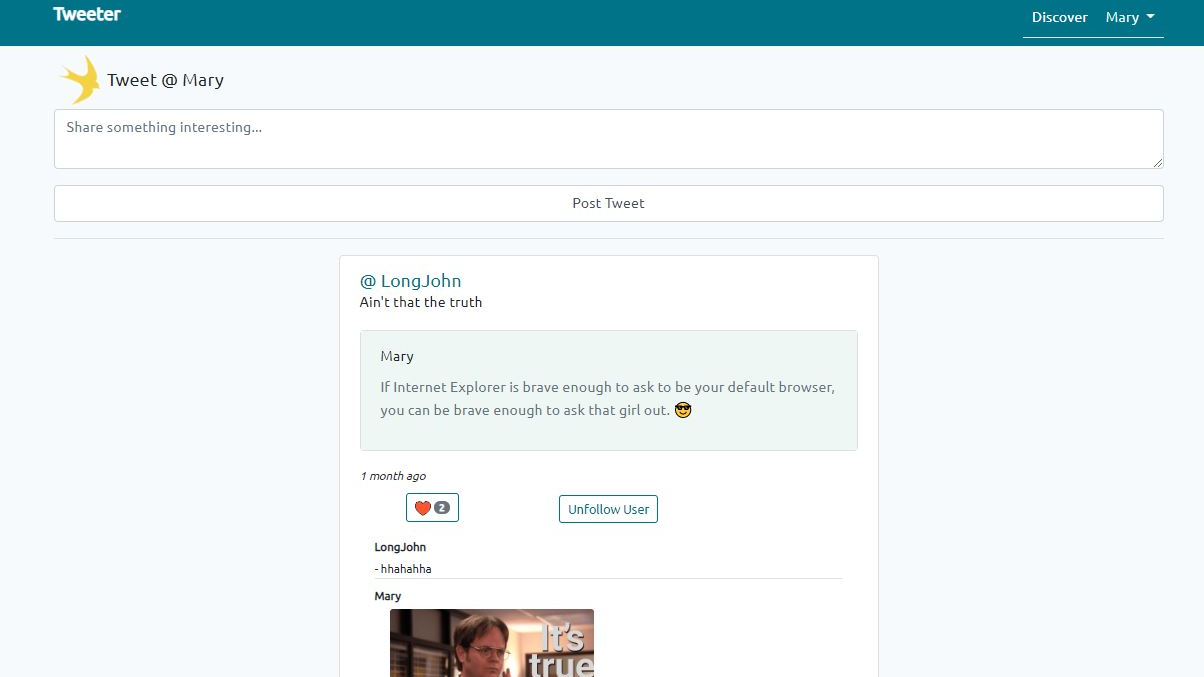 Tweeter
Discover Mary
Tweet @ Mary
Share something interesting...
Post Tweet
@ LongJohn
Ain't that the truth
Mary
If Internet Explorer is brave enough to ask to be your default browser,
you can be brave enough to ask that girl out. 😎
1 month ago
❤️ 2 Unfollow User
LongJohn
- hhahahha
Mary
It's
true